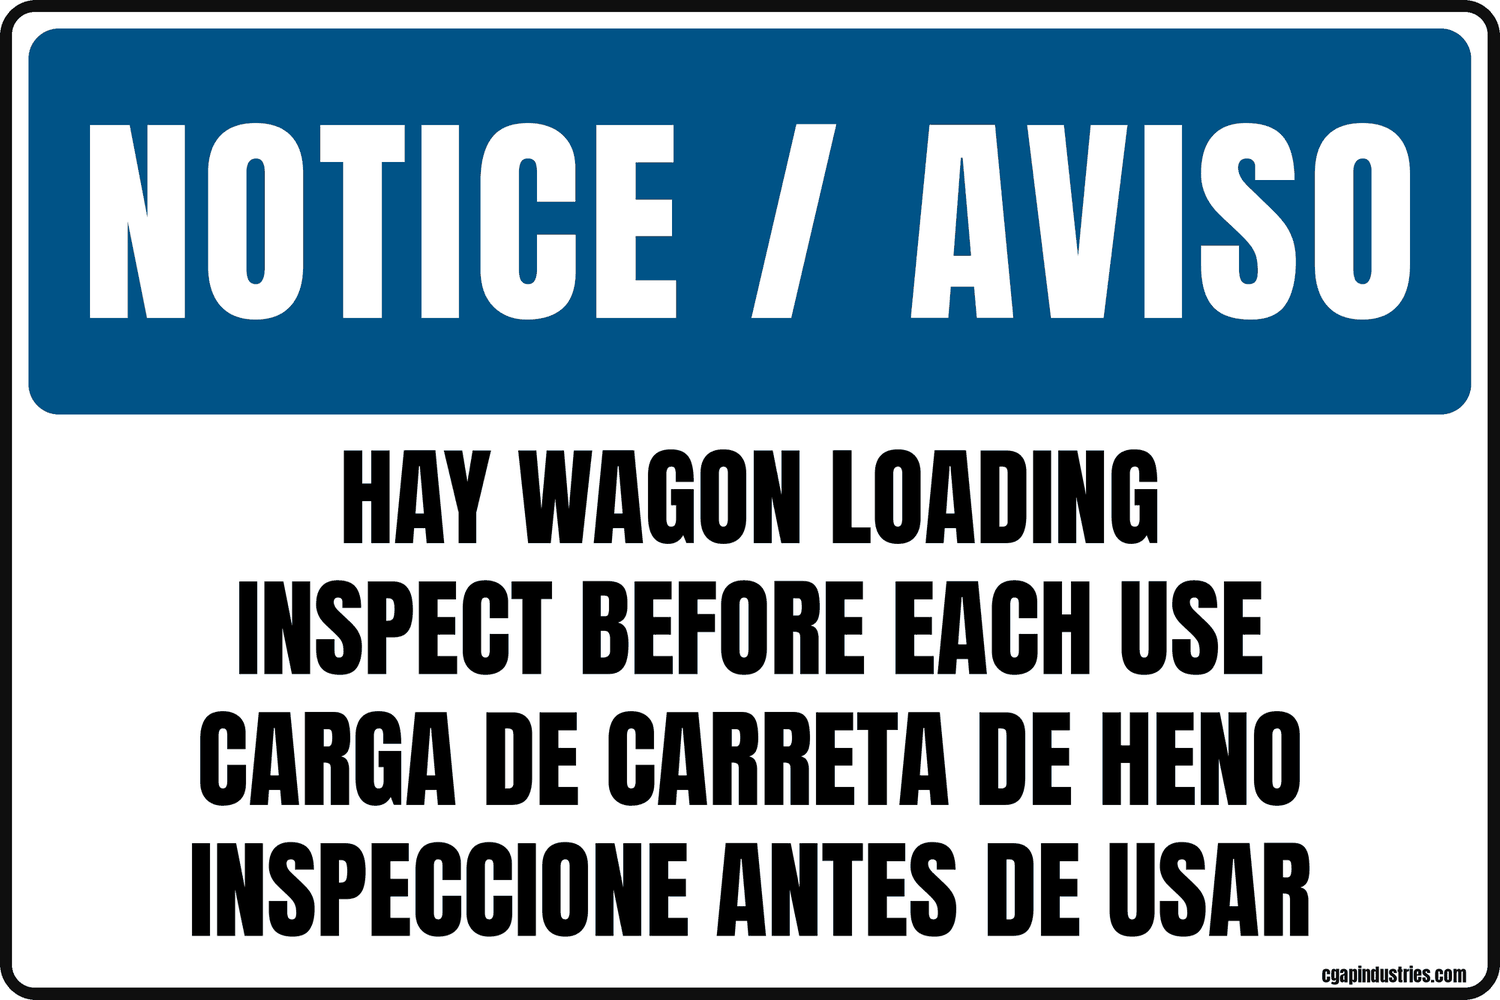 NOTICE / AVISO
HAY WAGON LOADING
INSPECT BEFORE EACH USE
CARGA DE CARRETA DE HENO
INSPECCIONE ANTES DE USAR
cgapindustries.com